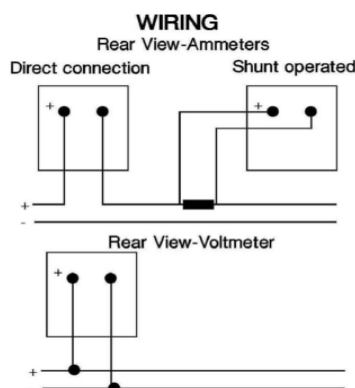 WIRING
Rear View-Ammeters
Direct connection
Shunt operated
+
+
+
-
Rear View-Voltmeter
+
+